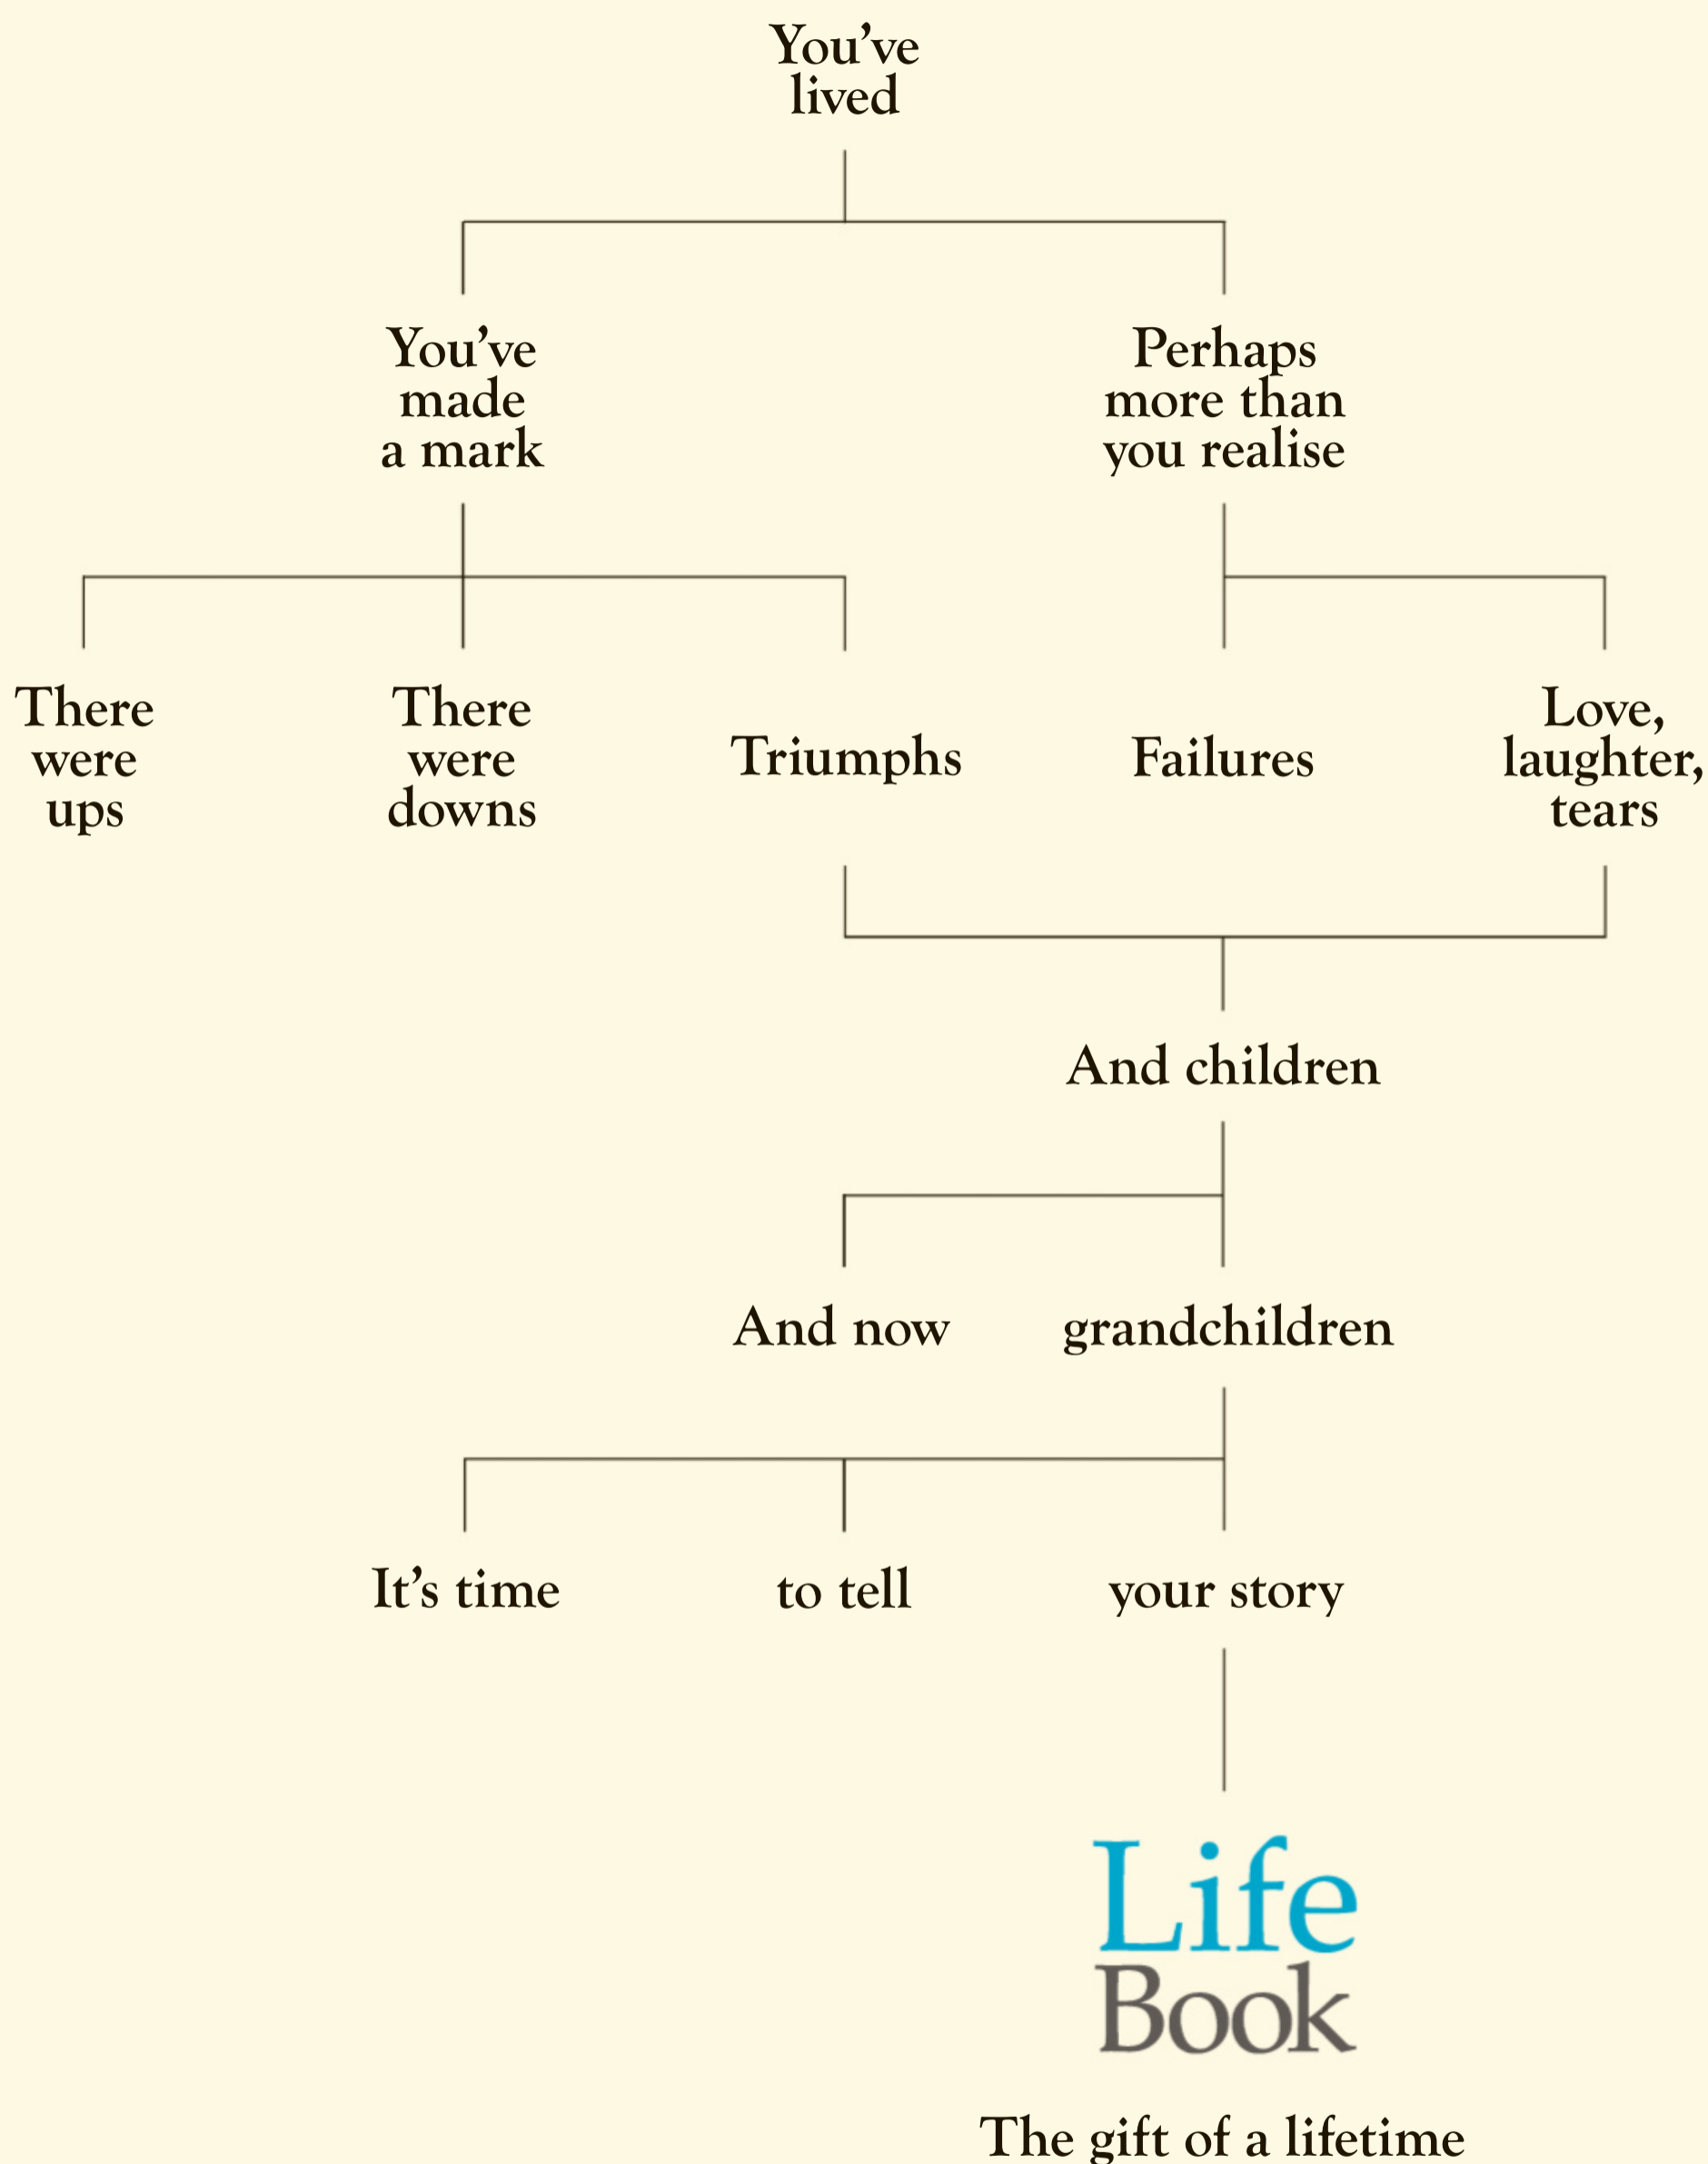 You've
lived
You've
made
a mark
Perhaps
more than
you realise
There
were
ups
There
were
downs
Triumphs
Failures
Love,
laughter,
tears
And children
And now
grandchildren
It's time
to tell
your story
Life
Book
The gift of a lifetime